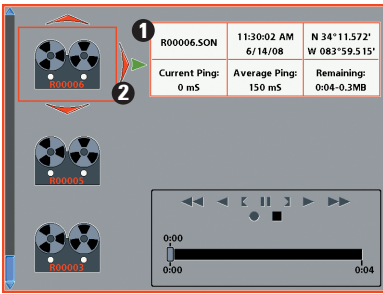 1
R00006.SON
11:30:02 AM
6/14/08
N 34°11.572'
W 083°59.515'
Current Ping:
0 mS
Average Ping:
150 mS
Remaining:
0:04-0.3MB
2
R00006
R00005
R00003
0:00
0:00
0:04